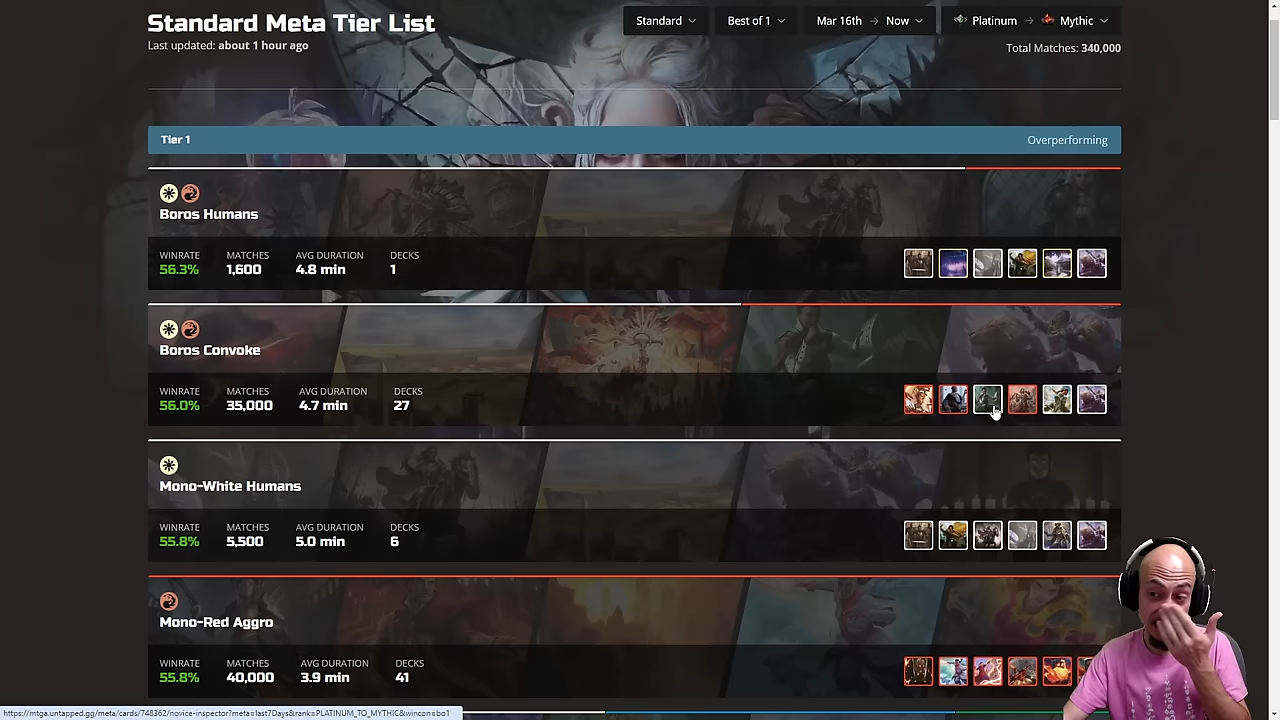 Standard Meta Tier List
Standard
Best of 1
Mar 16th → Now
Platinum → Mythic
Last updated: about 1 hour ago
Total Matches: 340,000
Tier 1
Overperforming
Boros Humans
WINRATE MATCHES AVG DURATION DECKS
56.3% 1,600 4.8 min 1
Boros Convoke
WINRATE MATCHES AVG DURATION DECKS
56.0% 35,000 4.7 min 27
Mono-White Humans
WINRATE MATCHES AVG DURATION DECKS
55.8% 5,500 5.0 min 6
Mono-Red Aggro
WINRATE MATCHES AVG DURATION DECKS
55.8% 40,000 3.9 min 41
https://mtga.untapped.gg/meta/cards/748362/novice-inspector?meta=last7Days&rank=PLATINUM_TO_MYTHIC&wincon=bo1